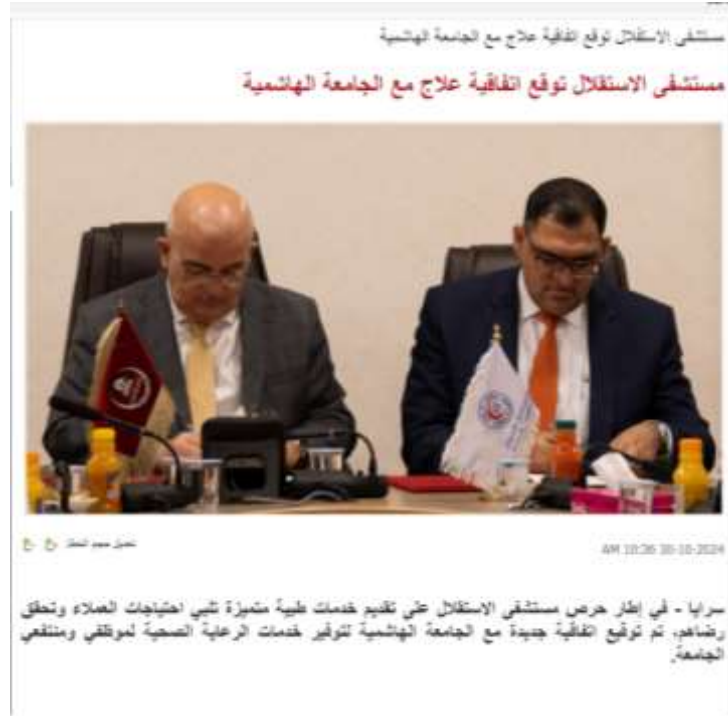 مستشفى الاستقلال توقع اتفاقية علاج مع الجامعة الهاشمية
مستشفى الاستقلال توقع اتفاقية علاج مع الجامعة الهاشمية
تعديل حجم الخط:
30-10-2024 10:36 AM
سرايا - في إطار حرص مستشفى الاستقلال على تقديم خدمات طبية متميزة تلبي احتياجات العملاء وتحقق
رضاهم، تم توقيع اتفاقية جديدة مع الجامعة الهاشمية لتوفير خدمات الرعاية الصحية لموظفي ومنتفعي
الجامعة.